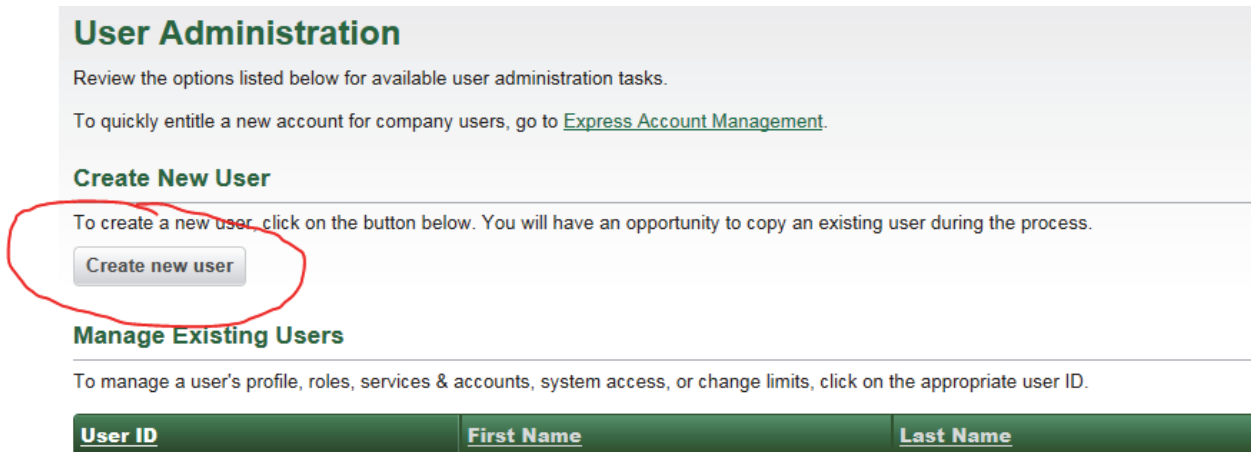 User Administration
Review the options listed below for available user administration tasks.
To quickly entitle a new account for company users, go to Express Account Management.
Create New User
To create a new user, click on the button below. You will have an opportunity to copy an existing user during the process.
Create new user
Manage Existing Users
To manage a user's profile, roles, services & accounts, system access, or change limits, click on the appropriate user ID.
User ID First Name Last Name